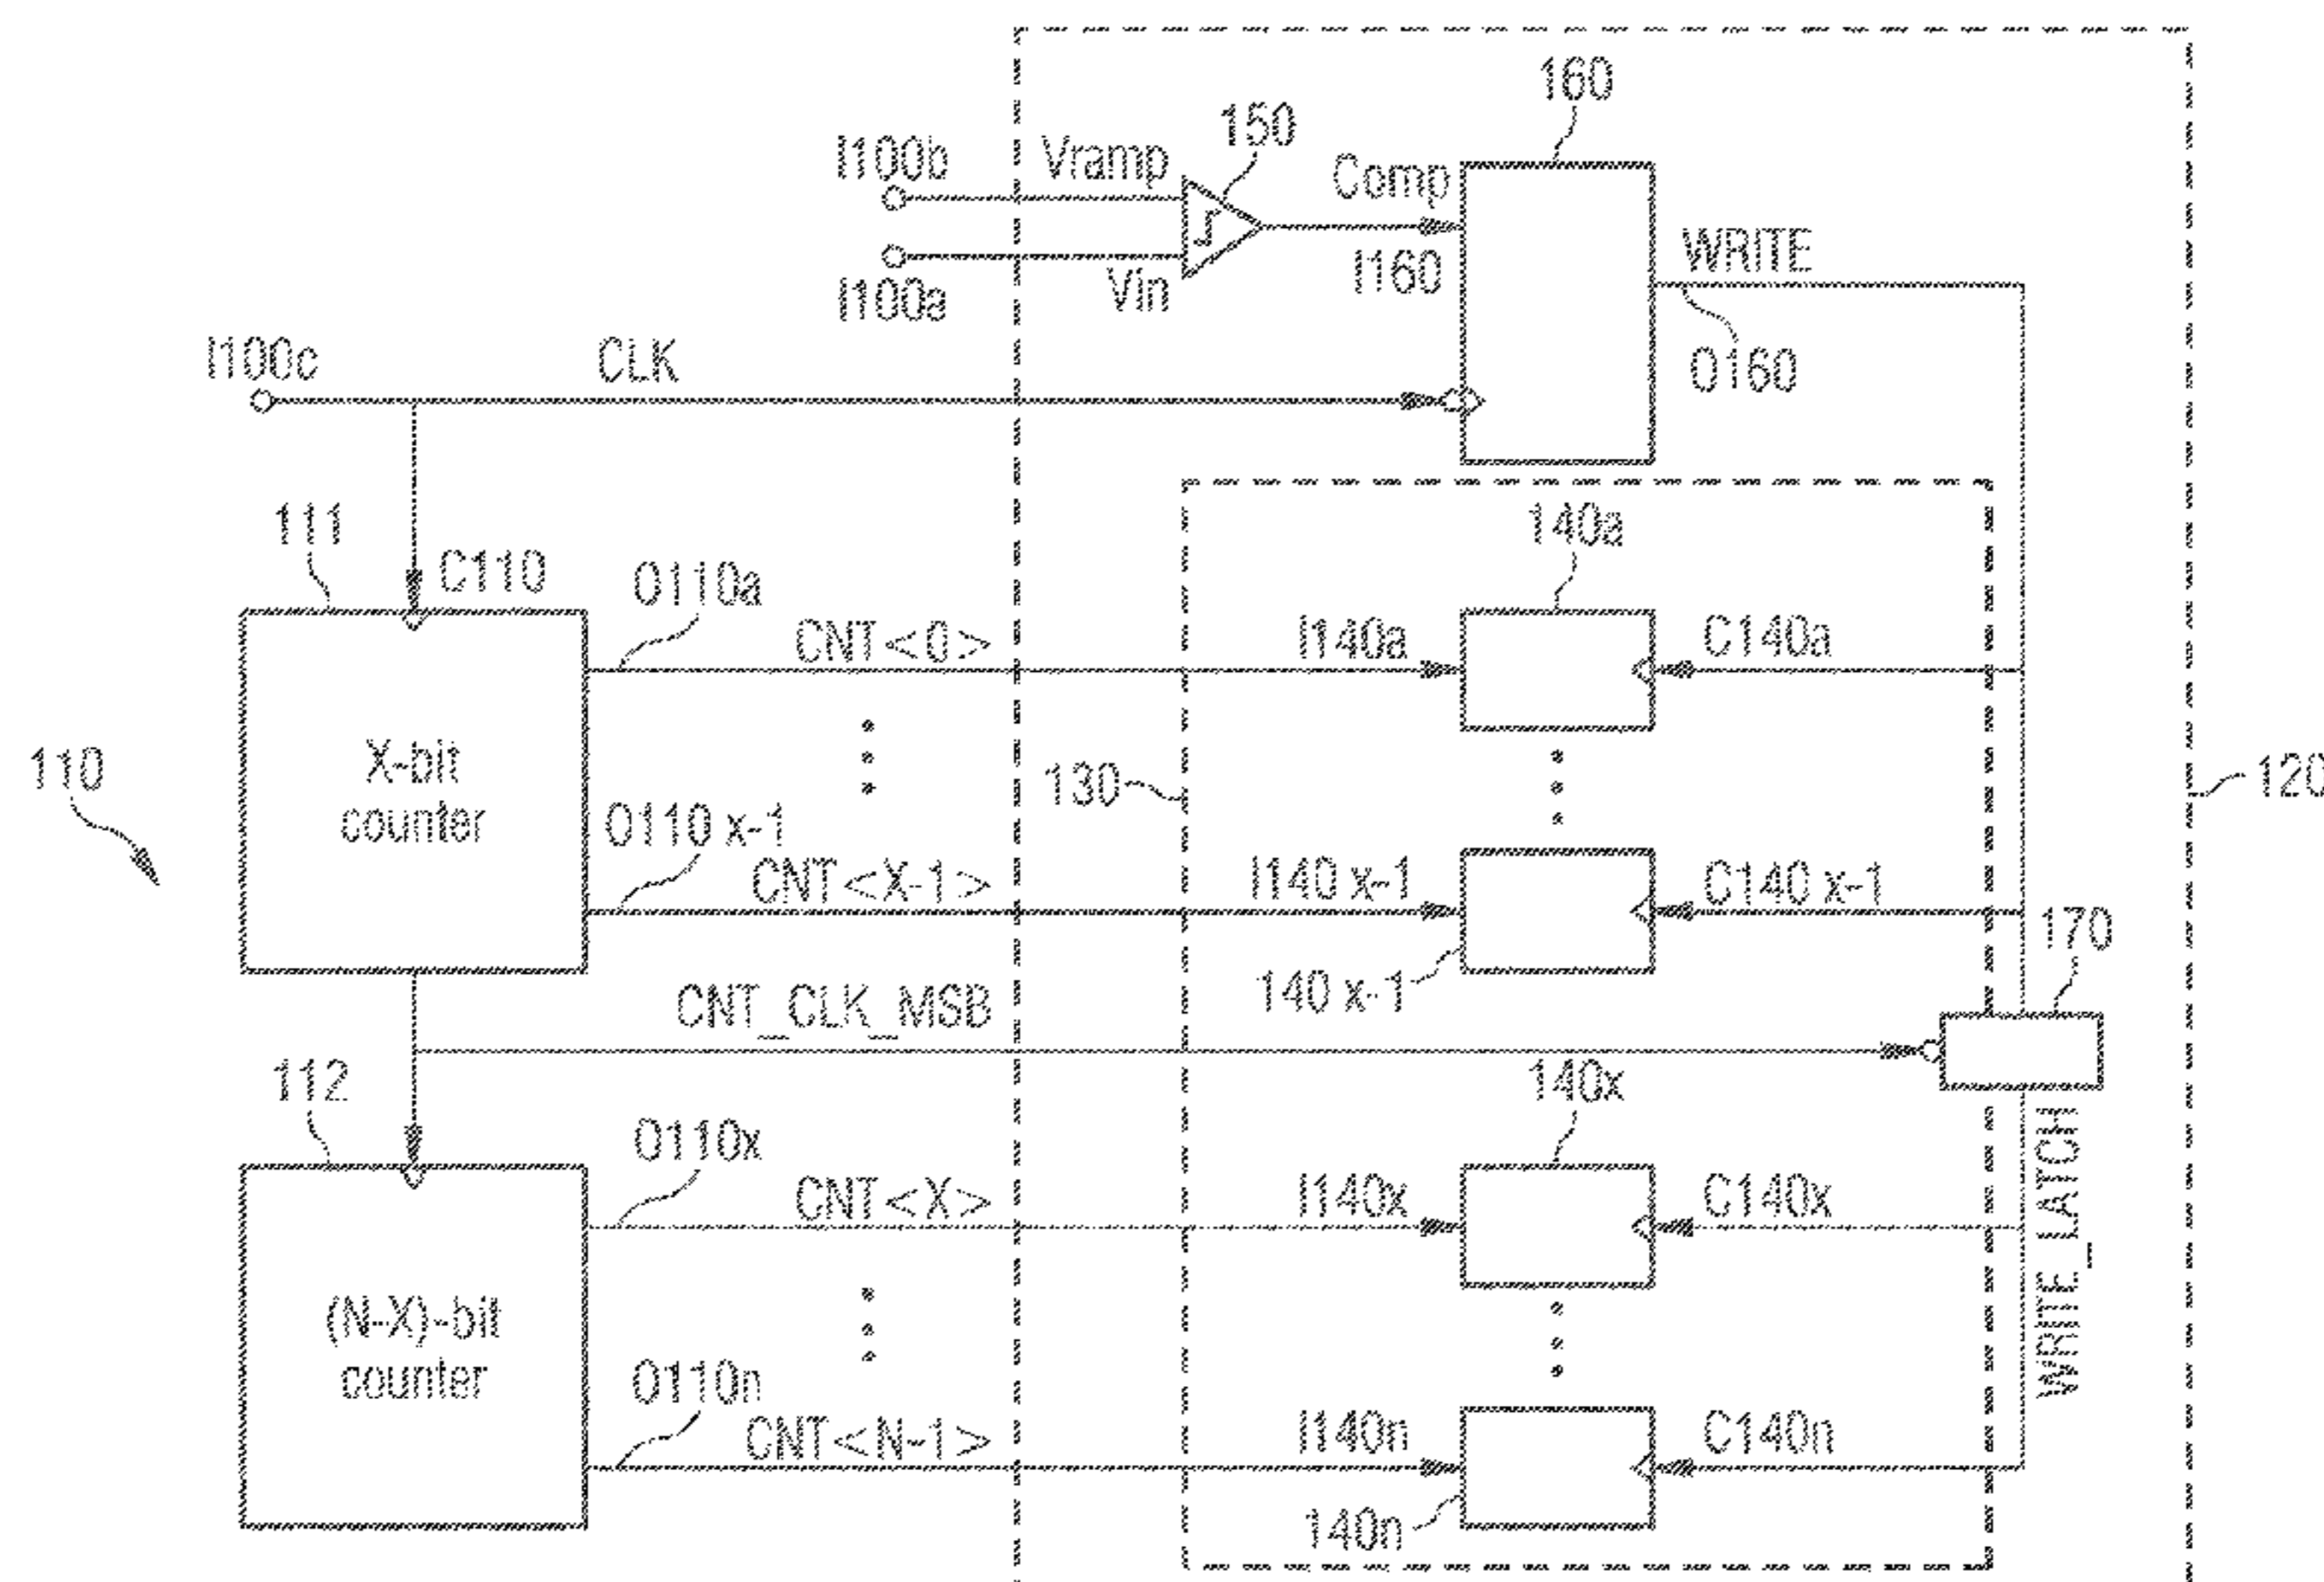 160
150
I100b
Vramp
Comp
I160
WRITE
I100a
Vin
O160
I100c
CLK
111
C110
O110a
CNT<0>
140a
I140a
C140a
110
X-bit
counter
130
120
O110 x-1
CNT<X-1>
I140 x-1
C140 x-1
140 x-1
170
CNT_CLK_MSB
112
140x
O110x
CNT<X>
I140x
C140x
WRITE_LATCH
(N-X)-bit
counter
O110n
CNT<N-1>
I140n
C140n
140n